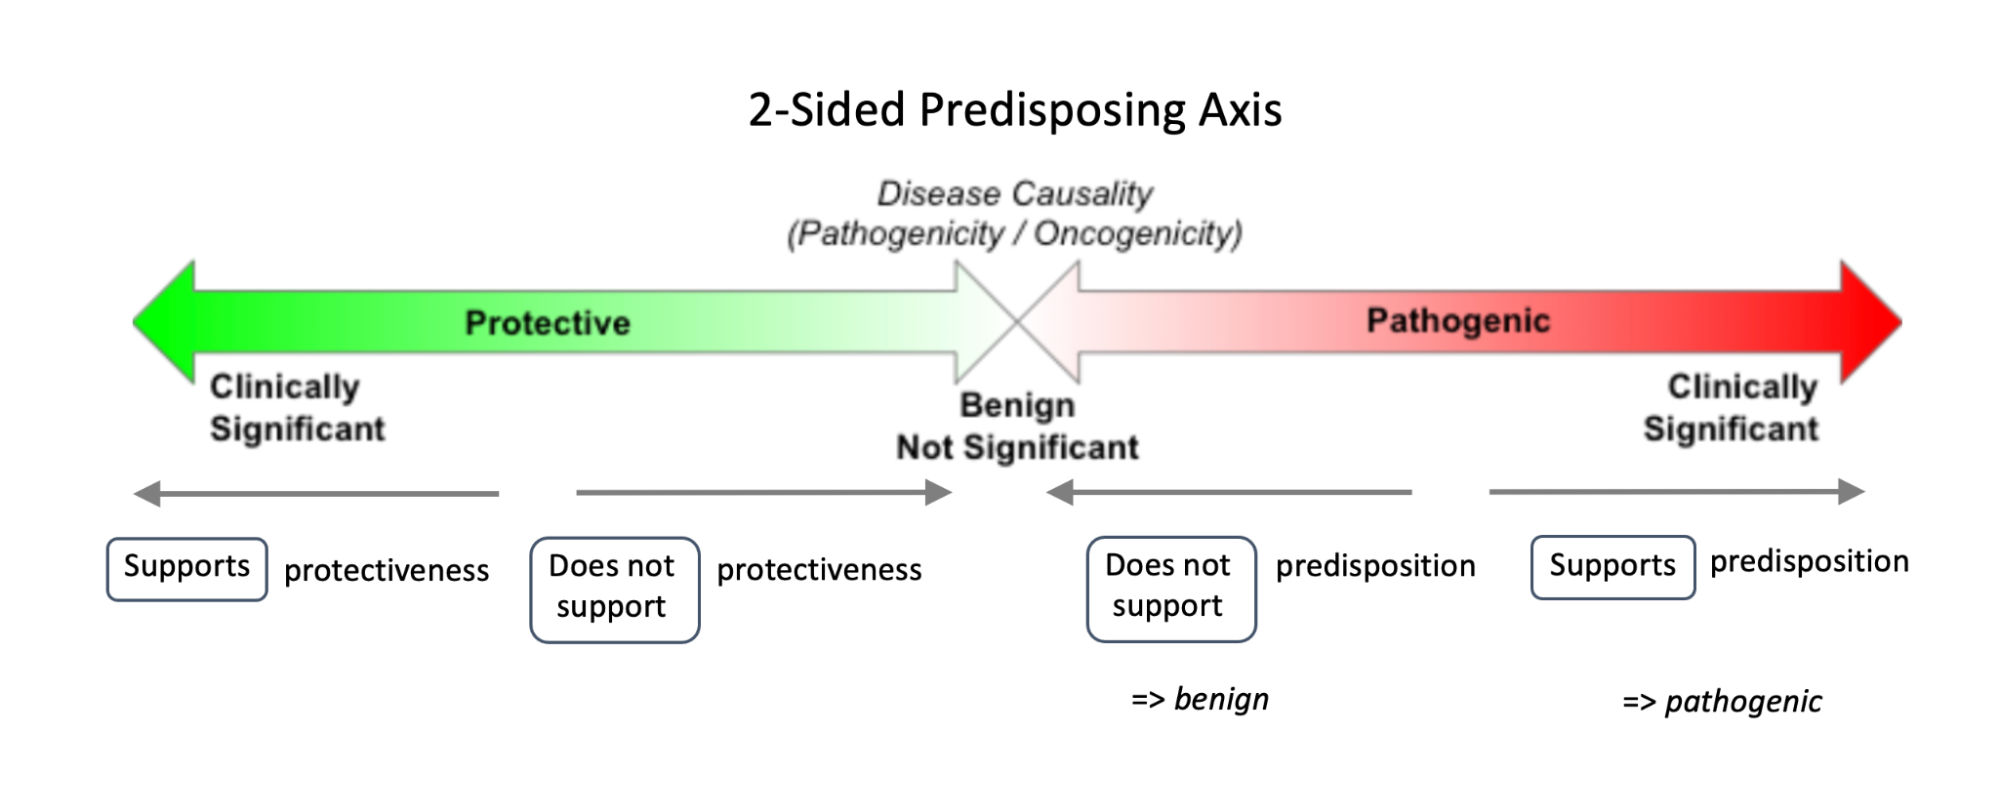 2-Sided Predisposing Axis
Disease Causality
(Pathogenicity / Oncogenicity)
Protective
Pathogenic
Clinically
Significant
Benign
Not Significant
Clinically
Significant
Supports
protectiveness
Does not
support
protectiveness
Does not
support
predisposition
Supports
predisposition
=> benign
=> pathogenic